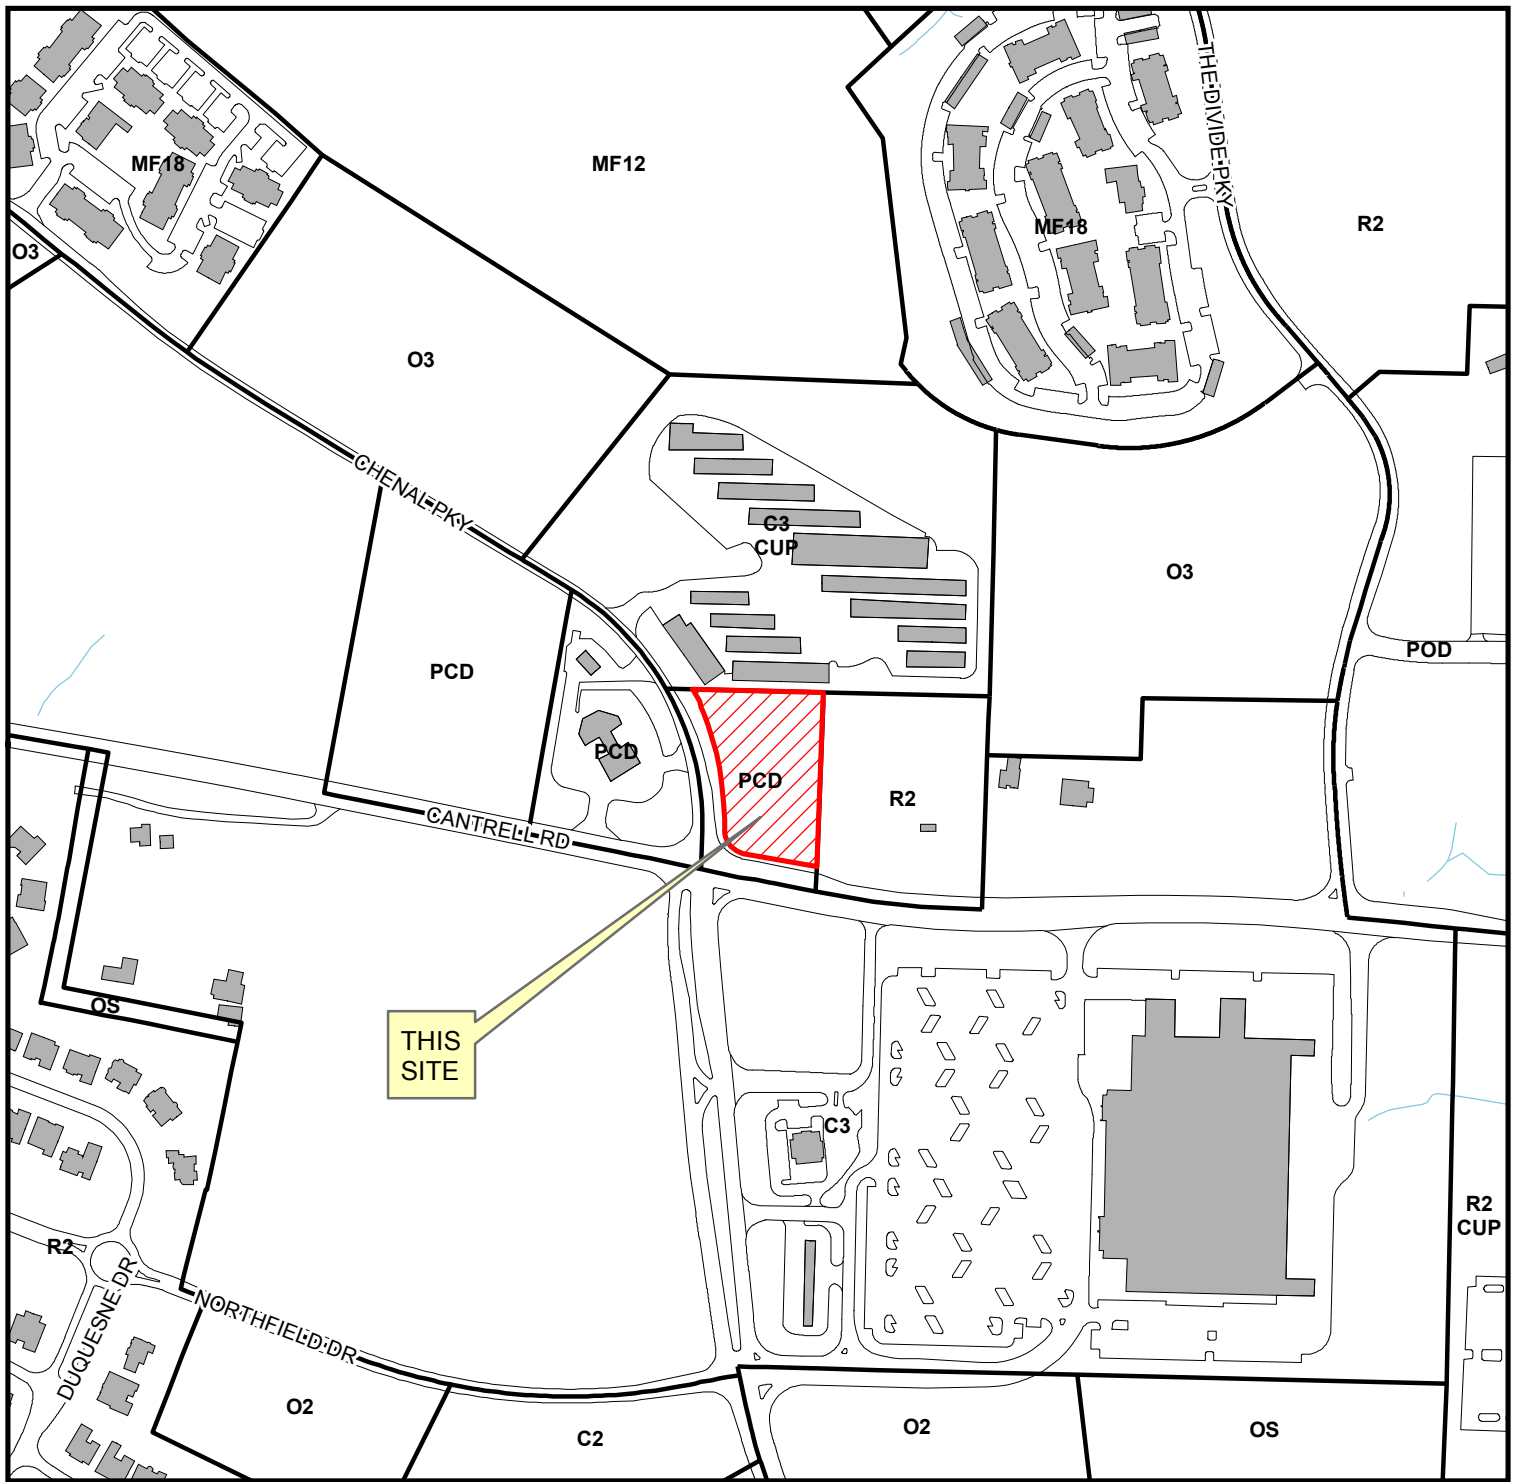 THE DIVIDE PKY
MF18
MF12
R2
MF18
O3
O3
CHENAL PKY
C3
CUP
O3
POD
PCD
PCD
PCD
R2
CANTRELL RD
OS
THIS
SITE
C3
R2
CUP
R2
DUQUESNE DR
NORTHFIELD DR
O2
C2
O2
OS